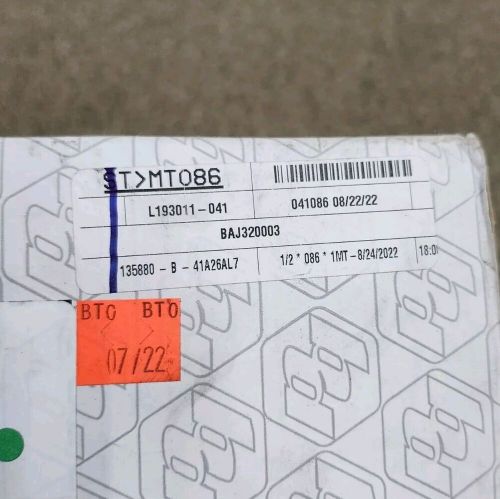 ST>MT086
L193011-041 041086 08/22/22
BAJ320003
135880 - B - 41A26AL7 1/2 * 086 * 1MT-8/24/2022 18:0
BTO BTO
07/22